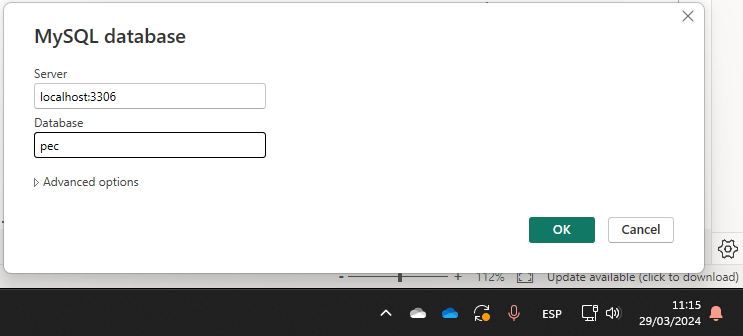 MySQL database
Server
localhost:3306
Database
pec
Advanced options
OK
Cancel
112%
Update available (click to download)
ESP
11:15
29/03/2024